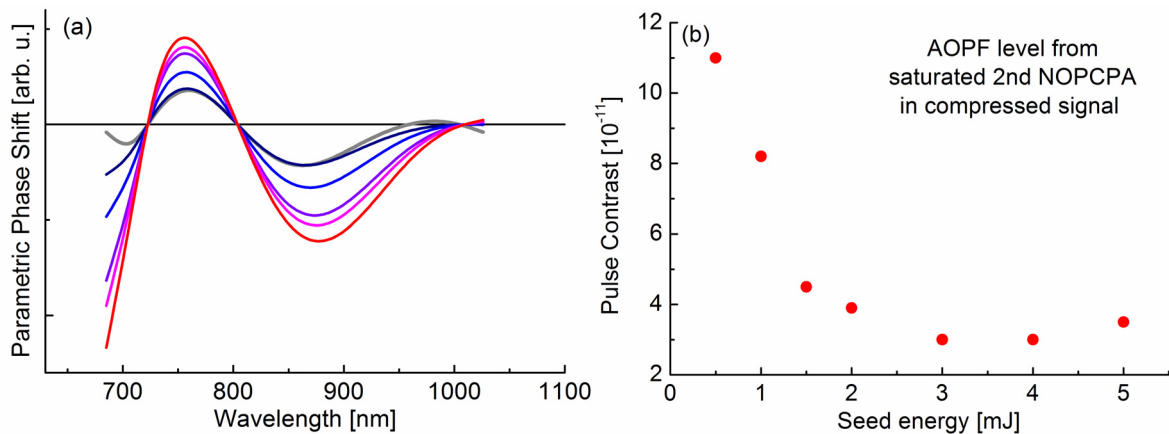 (a)
Parametric Phase Shift [arb. u.]
700 800 900 1000 1100
Wavelength [nm]
(b)
AOPF level from
saturated 2nd NOPCPA
in compressed signal
Pulse Contrast [10⁻¹¹]
12
10
8
6
4
2
0 1 2 3 4 5
Seed energy [mJ]